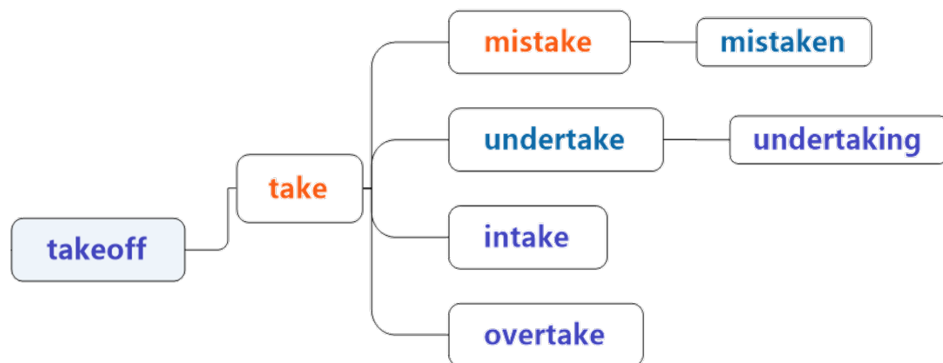 mistake
mistaken
undertake
undertaking
take
intake
takeoff
overtake